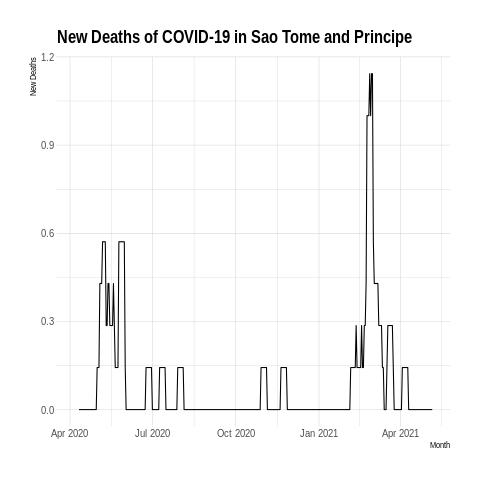 New Deaths of COVID-19 in Sao Tome and Principe
New Deaths
1.2
0.9
0.6
0.3
0.0
Apr 2020 Jul 2020 Oct 2020 Jan 2021 Apr 2021
Month